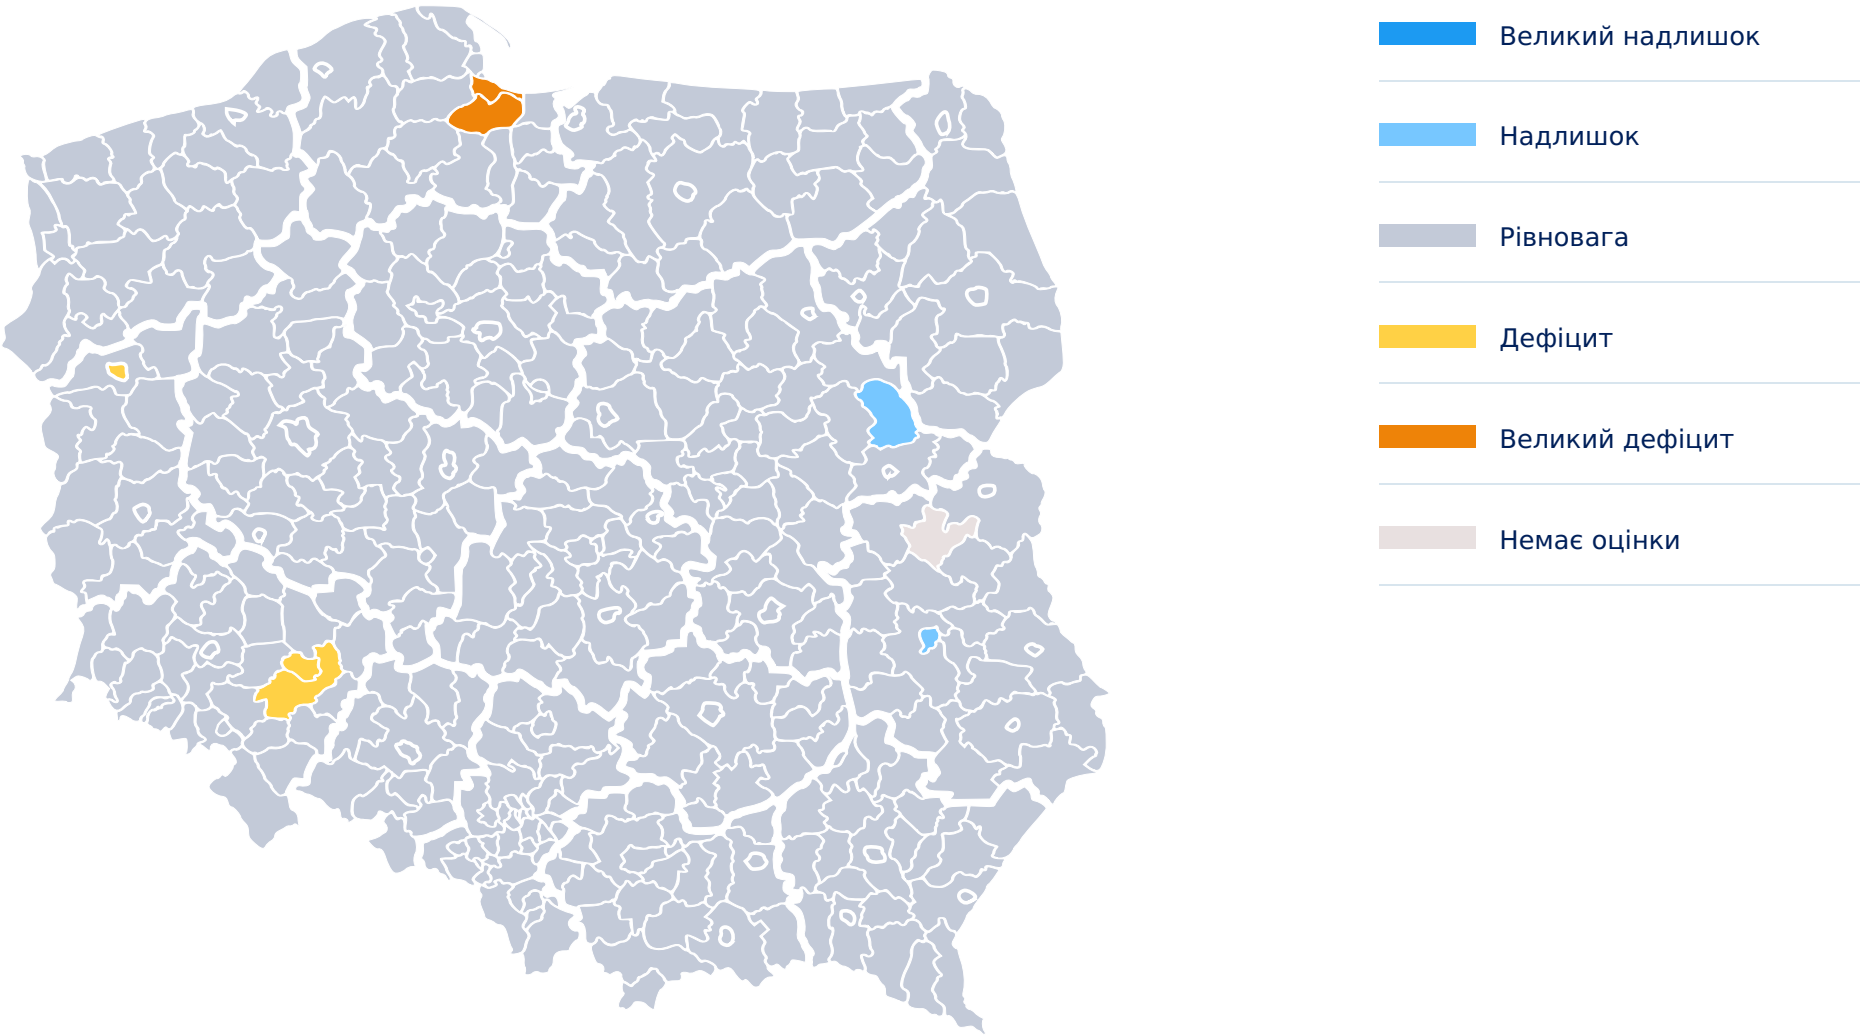 Великий надлишок
Надлишок
Рівновага
Дефіцит
Великий дефіцит
Немає оцінки